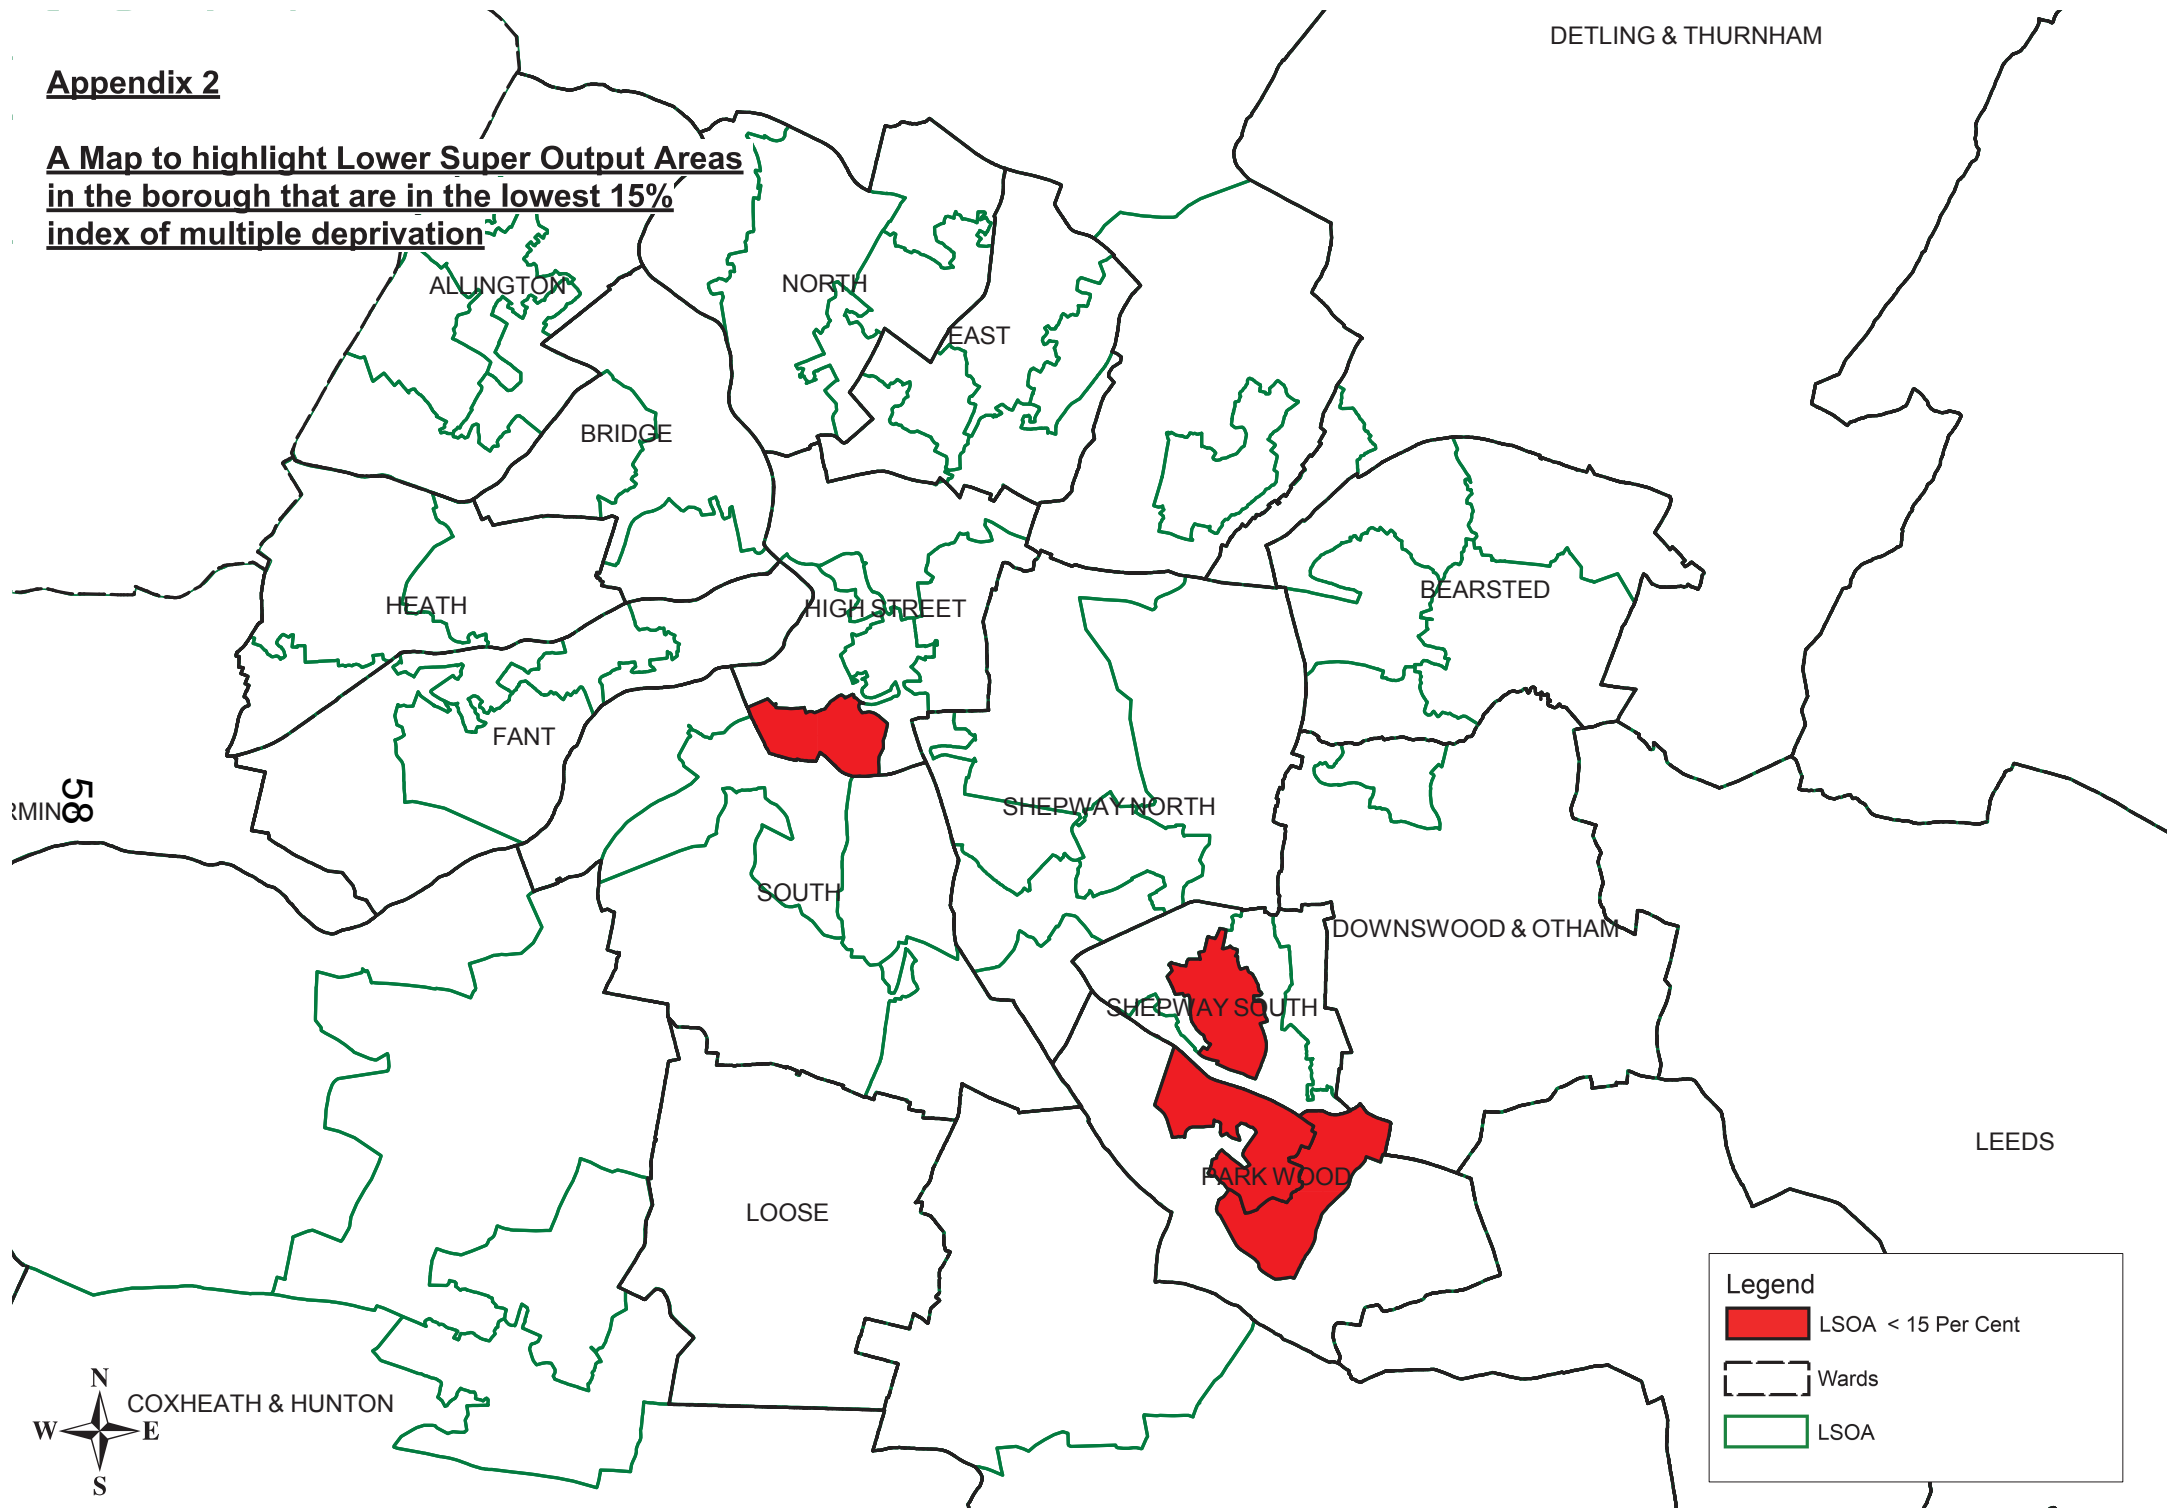 DETLING & THURNHAM
Appendix 2
A Map to highlight Lower Super Output Areas
in the borough that are in the lowest 15%
index of multiple deprivation
ALLINGTON
NORTH
EAST
BRIDGE
BEARSTED
HEATH
HIGH STREET
FANT
58
RMING
SHEPWAY NORTH
SOUTH
DOWNSWOOD & OTHAM
SHEPWAY SOUTH
LEEDS
PARK WOOD
LOOSE
Legend
LSOA < 15 Per Cent
Wards
LSOA
COXHEATH & HUNTON
N
W E
S